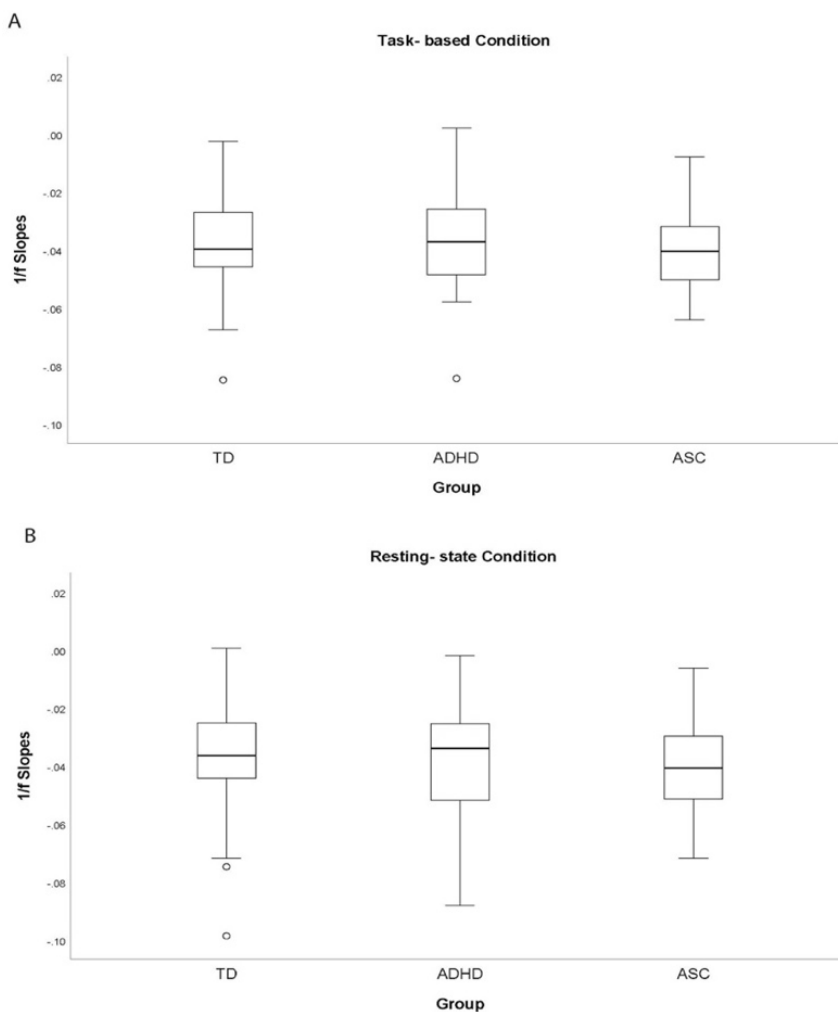 A
Task- based Condition
.02
.00
-.02
-.04
-.06
-.08
-.10
1/f Slopes
TD ADHD ASC
Group
B
Resting- state Condition
.02
.00
-.02
-.04
-.06
-.08
-.10
1/f Slopes
TD ADHD ASC
Group